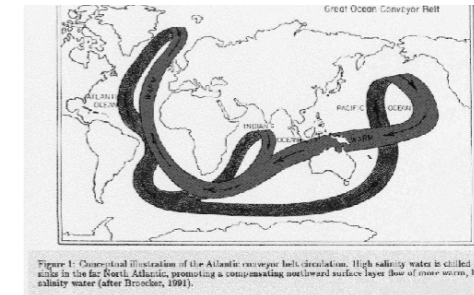 Great Ocean Conveyor Belt
ATLANTIC
OCEAN
WARM
INDIAN
OCEAN
PACIFIC OCEAN
WARM
Figure 1: Conceptual illustration of the Atlantic conveyor belt circulation. High salinity water is chilled
sinks in the far North Atlantic, promoting a compensating northward surface layer flow of more warm,
salinity water (after Broecker, 1991).